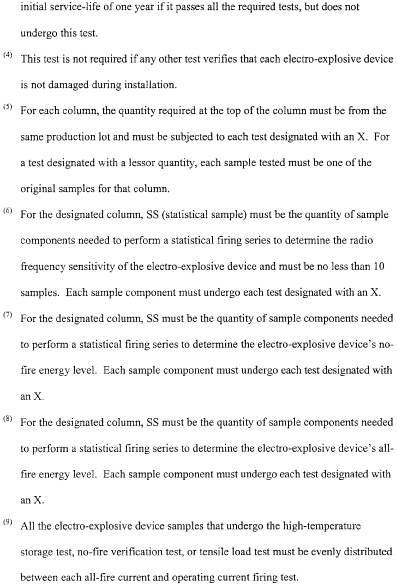 initial service-life of one year if it passes all the required tests, but does not
undergo this test.
(4) This test is not required if any other test verifies that each electro-explosive device
is not damaged during installation.
(5) For each column, the quantity required at the top of the column must be from the
same production lot and must be subjected to each test designated with an X. For
a test designated with a lessor quantity, each sample tested must be one of the
original samples for that column.
(6) For the designated column, SS (statistical sample) must be the quantity of sample
components needed to perform a statistical firing series to determine the radio
frequency sensitivity of the electro-explosive device and must be no less than 10
samples. Each sample component must undergo each test designated with an X.
(7) For the designated column, SS must be the quantity of sample components needed
to perform a statistical firing series to determine the electro-explosive device's no-
fire energy level. Each sample component must undergo each test designated with
an X.
(8) For the designated column, SS must be the quantity of sample components needed
to perform a statistical firing series to determine the electro-explosive device's all-
fire energy level. Each sample component must undergo each test designated with
an X.
(9) All the electro-explosive device samples that undergo the high-temperature
storage test, no-fire verification test, or tensile load test must be evenly distributed
between each all-fire current and operating current firing test.